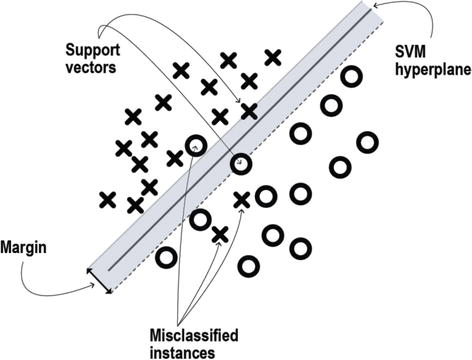 Support
vectors
SVM
hyperplane
Margin
Misclassified
instances